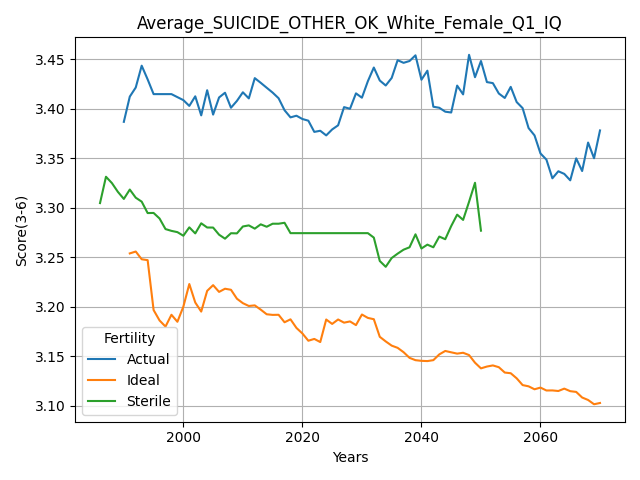 Average_SUICIDE_OTHER_OK_White_Female_Q1_IQ
Score(3-6)
3.45
3.40
3.35
3.30
3.25
3.20
3.15
3.10
Fertility
Actual
Ideal
Sterile
2000
2020
2040
2060
Years